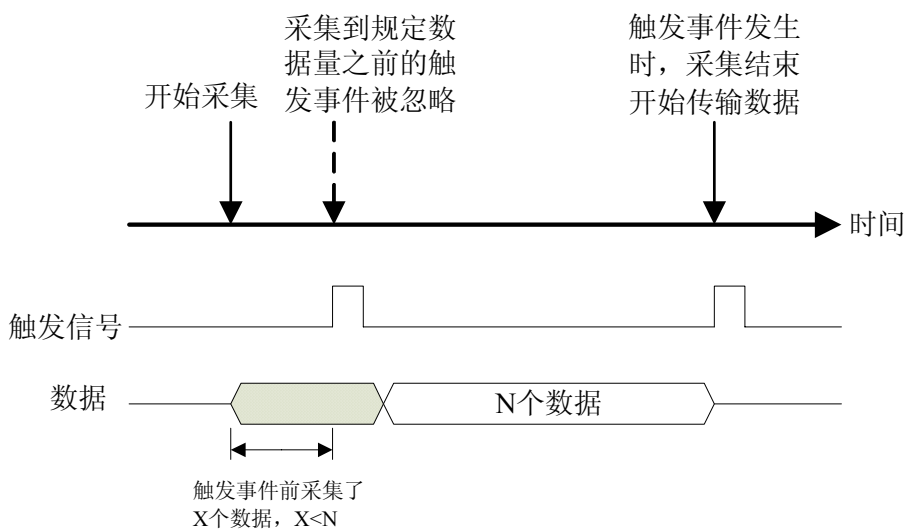 开始采集
采集到规定数
据量之前的触
发事件被忽略
触发事件发生
时，采集结束
开始传输数据
时间
触发信号
数据
N个数据
触发事件前采集了
X个数据，X<N